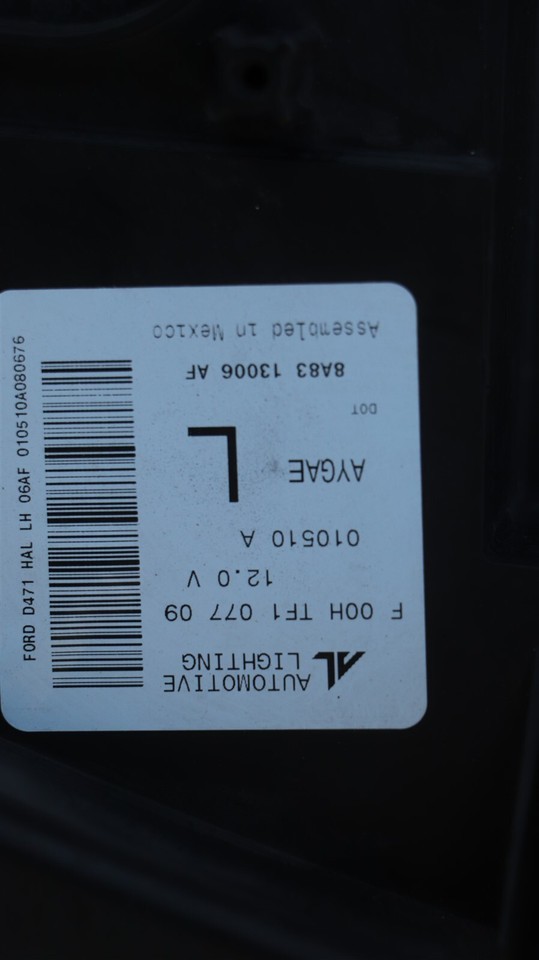 AUTOMOTIVE
LIGHTING
F 00H TF1 077 09
12.0 V
010510 A
AYGAE
L
DOT
8A83 13006 AF
Assembled in Mexico
FORD D471 HAL LH 06AF 010510A080676